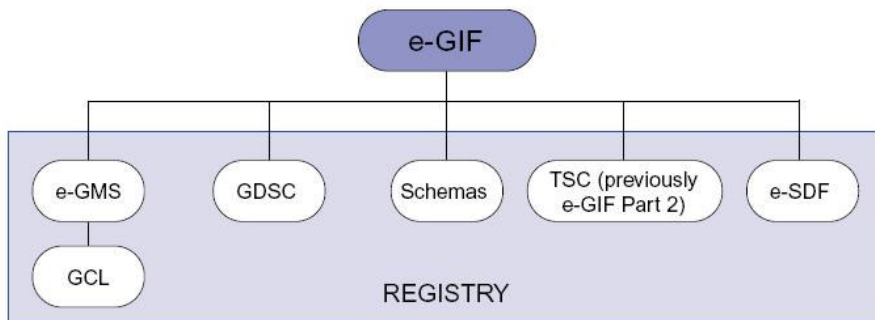 e-GIF
e-GMS
GDSC
Schemas
TSC (previously
e-GIF Part 2)
e-SDF
GCL
REGISTRY